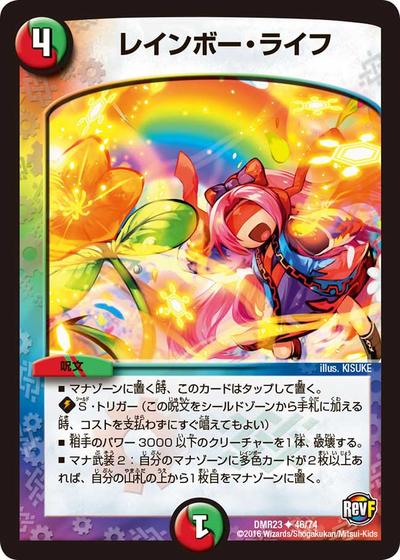 4
レインボー・ライフ
illus. KISUKE
呪文
■ マナゾーンに置く時、このカードはタップして置く。
S・トリガー(この呪文をシールドゾーンから手札に加える
時、コストを支払わずにすぐ唱えてもよい)
■ 相手のパワー3000以下のクリーチャーを1体、破壊する。
■ マナ武装2:自分のマナゾーンに多色カードが2枚以上あ
れば、自分の山札の上から1枚目をマナゾーンに置く。
1
DMR23 ◆ 46/74
©2016 Wizards/Shogakukan/Mitsui-Kids
RevF